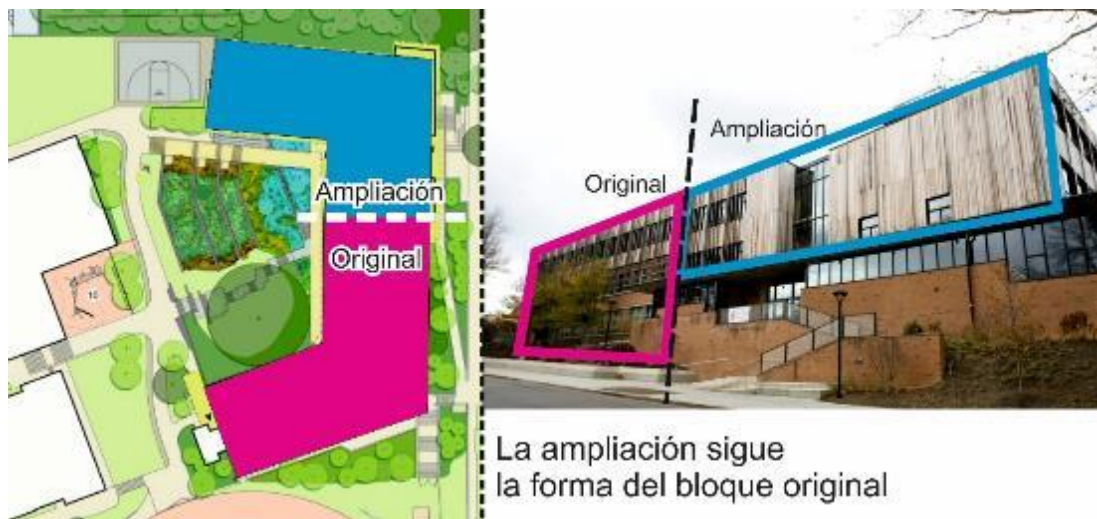 Ampliación
Original
Ampliación
Original
La ampliación sigue
la forma del bloque original